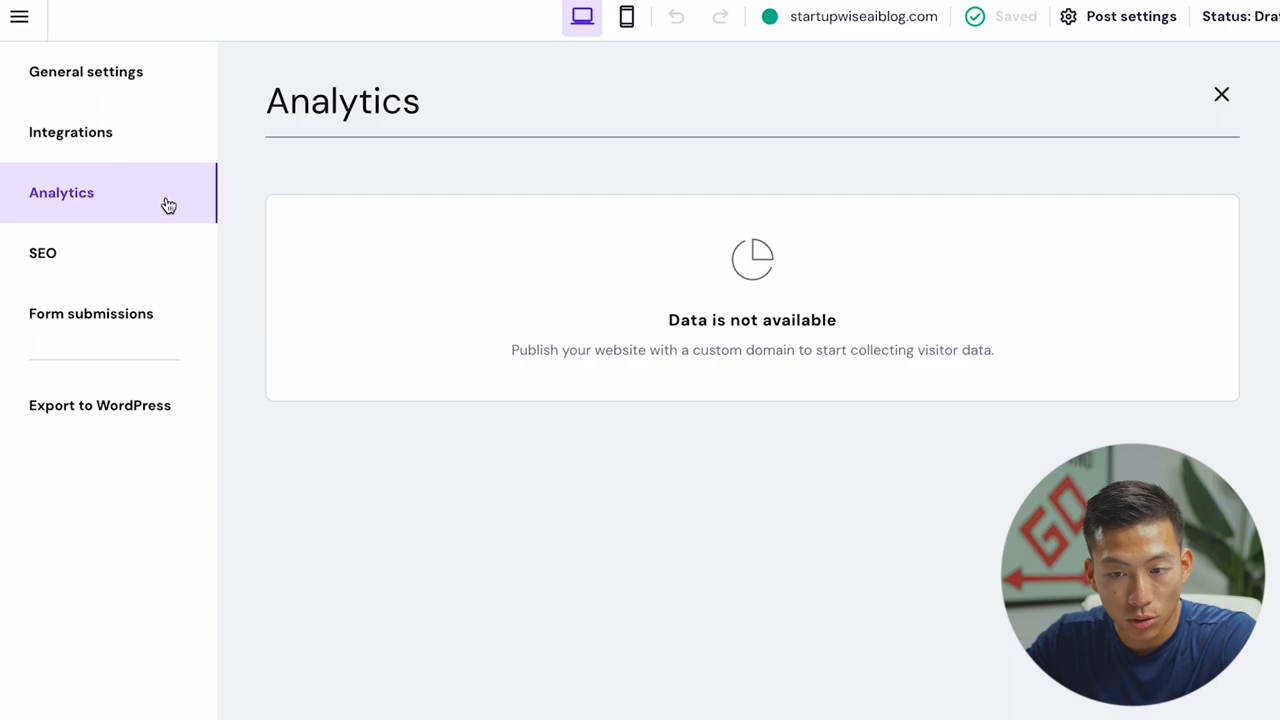 startupwiseaiblog.com
Saved
Post settings
Status: Dra
General settings
Integrations
Analytics
SEO
Form submissions
Export to WordPress
Analytics
Data is not available
Publish your website with a custom domain to start collecting visitor data.
GO